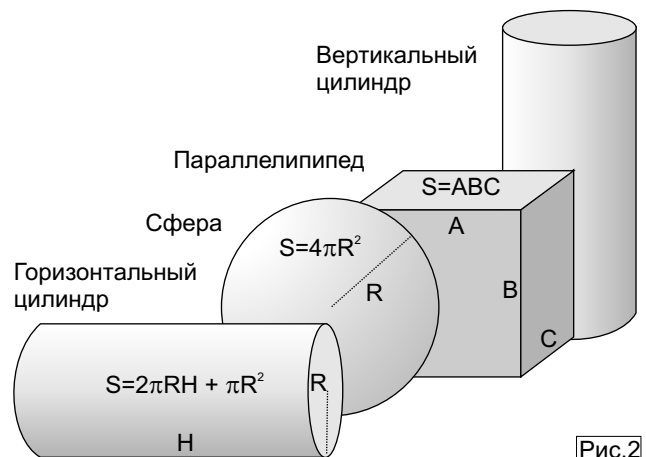 Вертикальный
цилиндр
Параллелипипед
S=ABC
A
Сфера
S=4πR²
R
B
Горизонтальный
цилиндр
C
S=2πRH + πR²
R
H
Рис.2